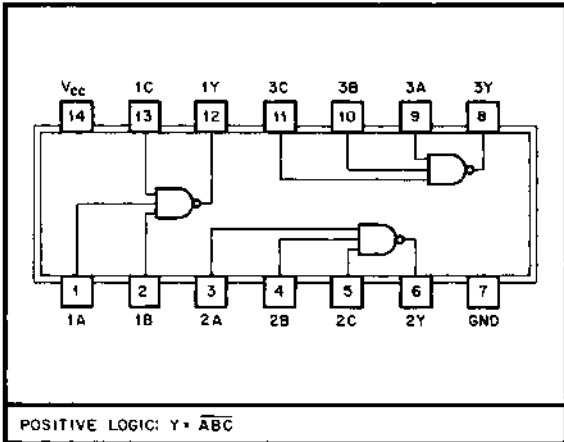 Vcc 1C 1Y 3C 3B 3A 3Y
14 13 12 11 10 9 8
1 2 3 4 5 6 7
1A 1B 2A 2B 2C 2Y GND
POSITIVE LOGIC: Y = A̅B̅C̅